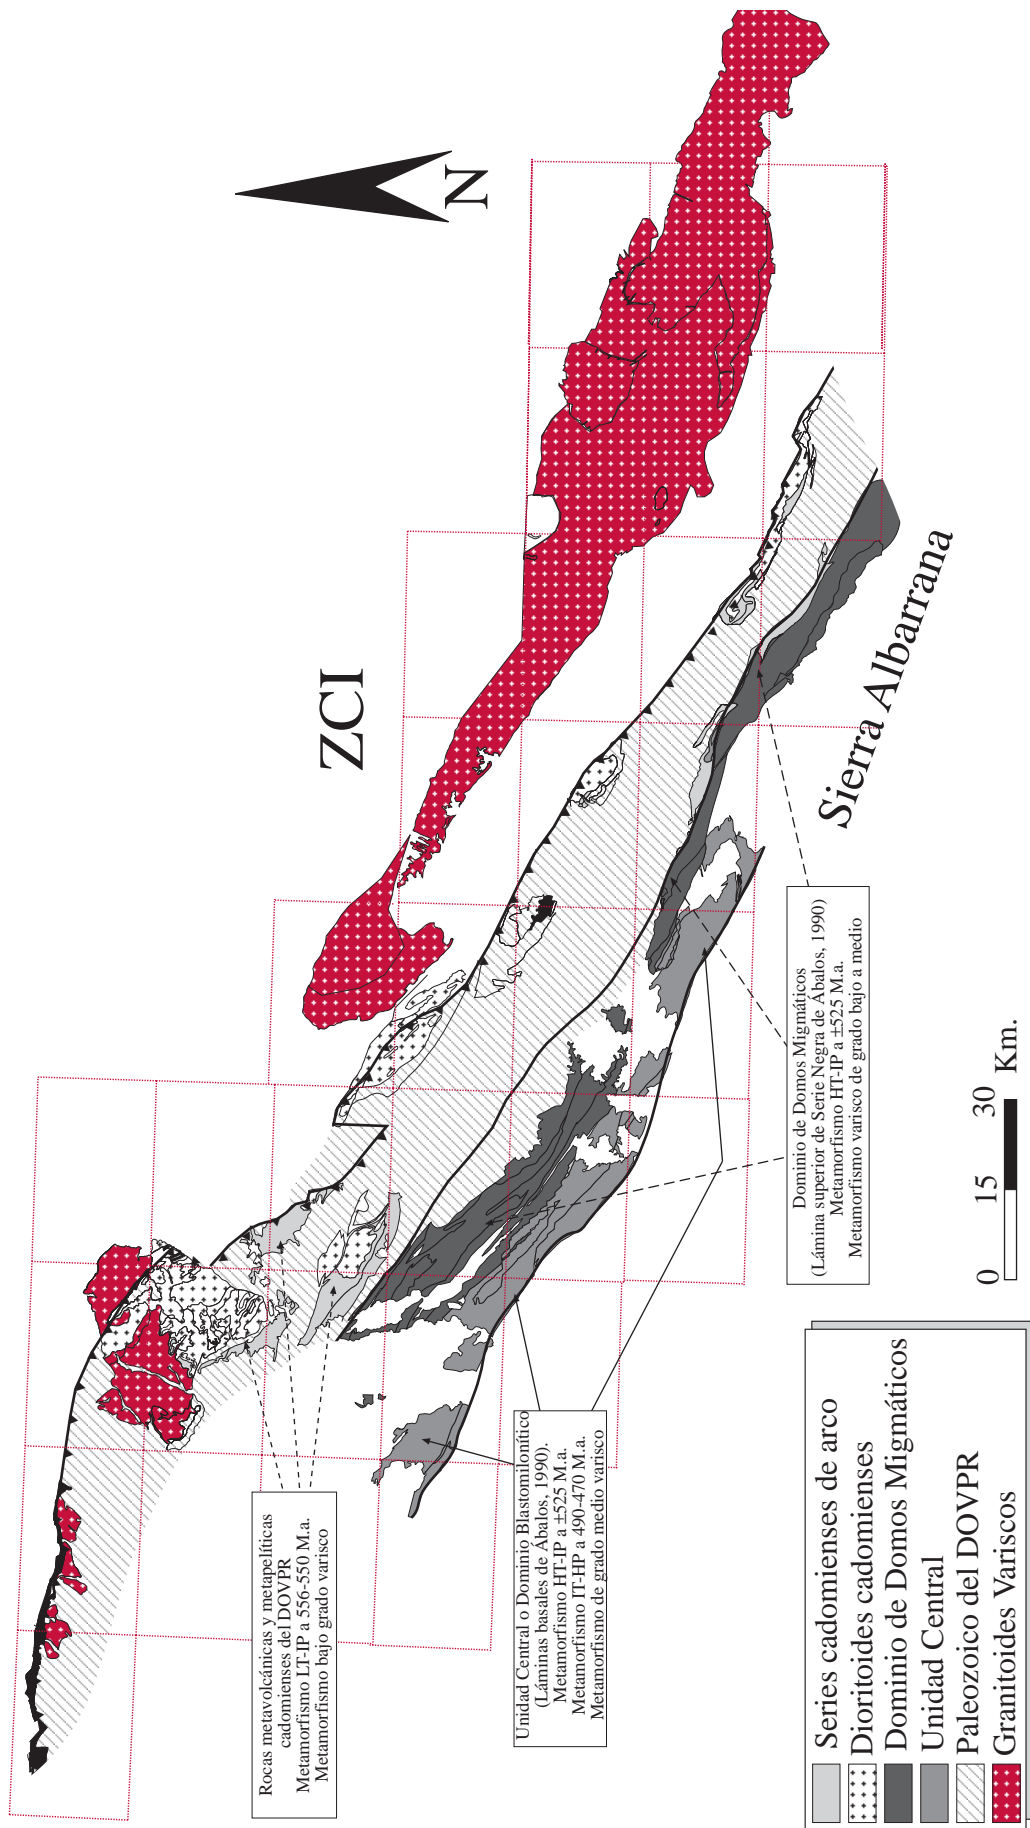 N
ZCI
Sierra Albarrana
Rocas metavolcánicas y metapelíticas
cadomienses del DOVPR
Metamorfismo LT-IP a 556-550 M.a.
Metamorfismo bajo grado varisco
Unidad Central o Dominio Blastomilonítico
(Láminas basales de Ábalos, 1990).
Metamorfismo HT-IP a ±525 M.a.
Metamorfismo IT-HP a 490-470 M.a.
Metamorfismo de grado medio varisco
Dominio de Domos Migmáticos
(Lámina superior de Serie Negra de Ábalos, 1990)
Metamorfismo HT-IP a ±525 M.a.
Metamorfismo varisco de grado bajo a medio
0 15 30
Km.
Series cadomienses de arco
Dioritoides cadomienses
Dominio de Domos Migmáticos
Unidad Central
Paleozoico del DOVPR
Granitoides Variscos